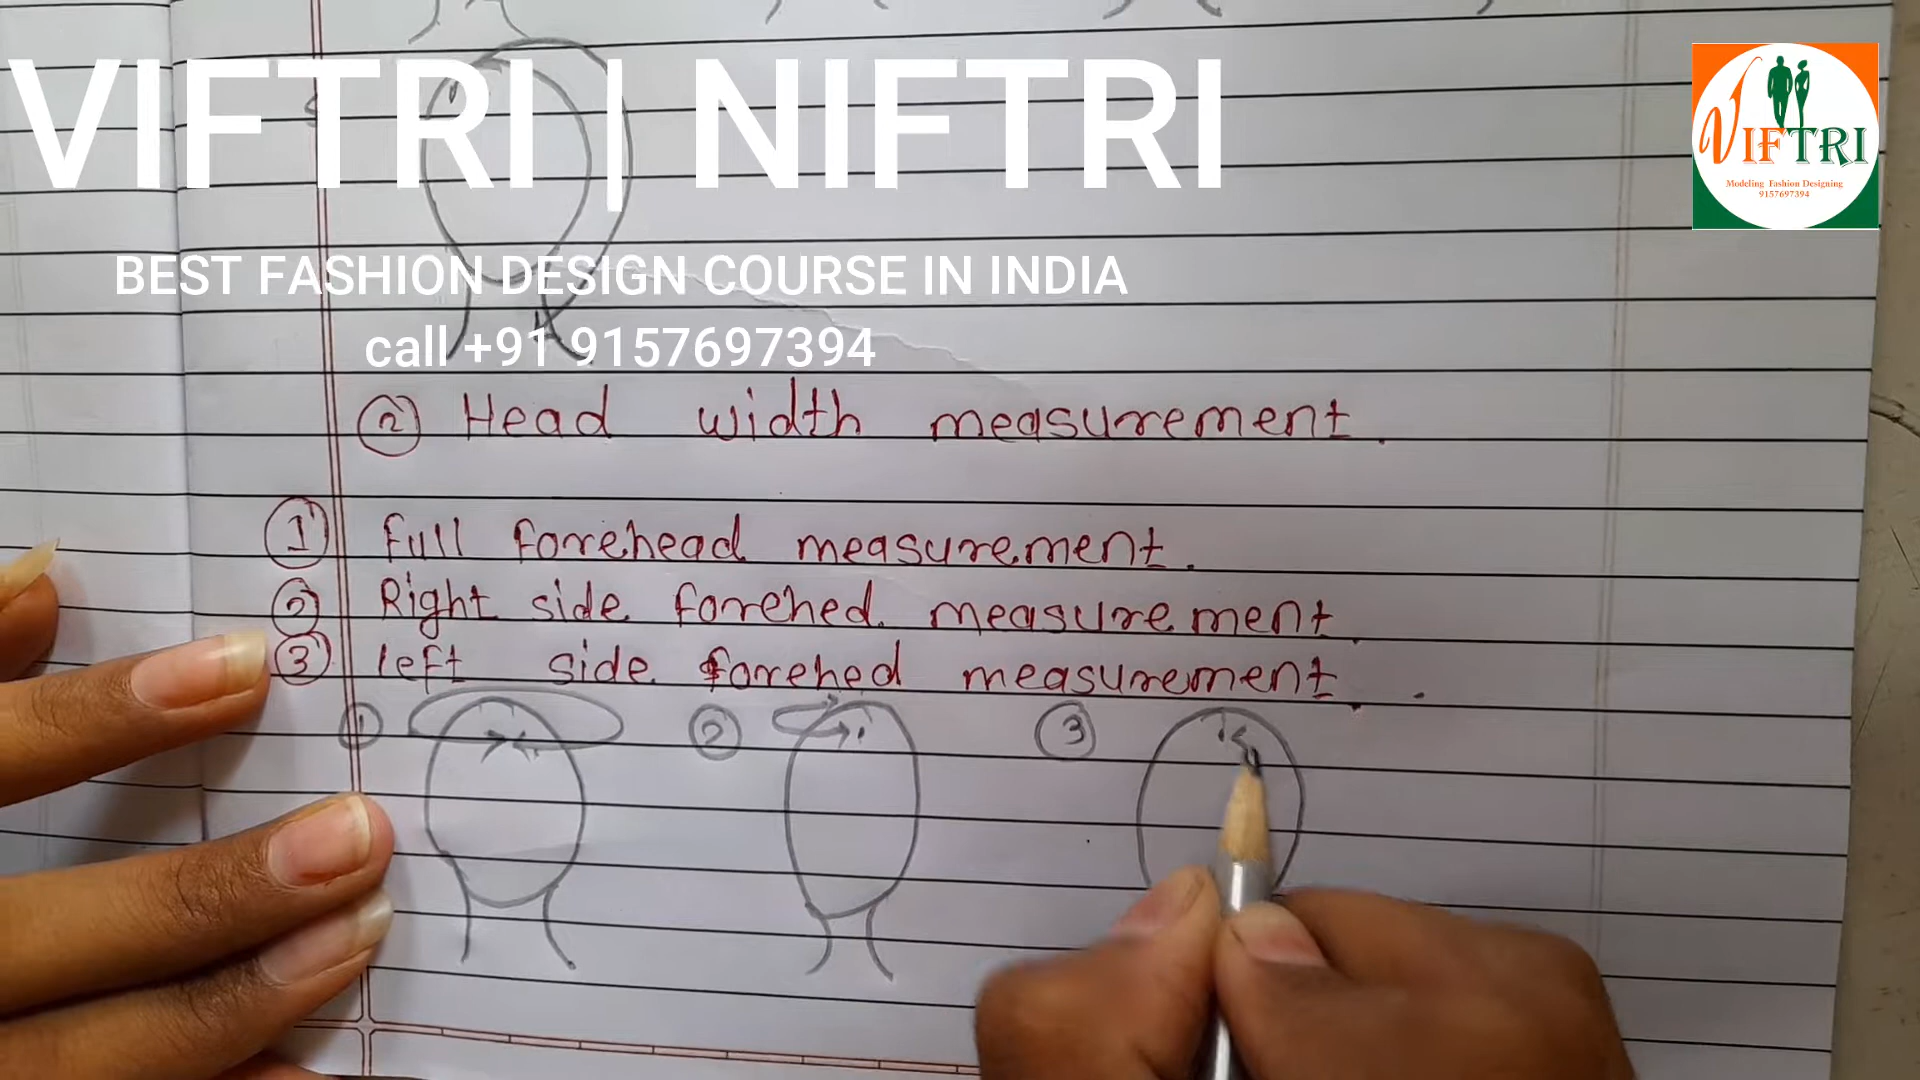 VIFTRI | NIFTRI
VIFTRI
Modeling Fashion Designing
9157697394
BEST FASHION DESIGN COURSE IN INDIA
call +91 9157697394
2 Head width measurement.
1 Full forehead measurement.
2 Right side forehed measurement.
3 left side forehed measurement.
1 2 3